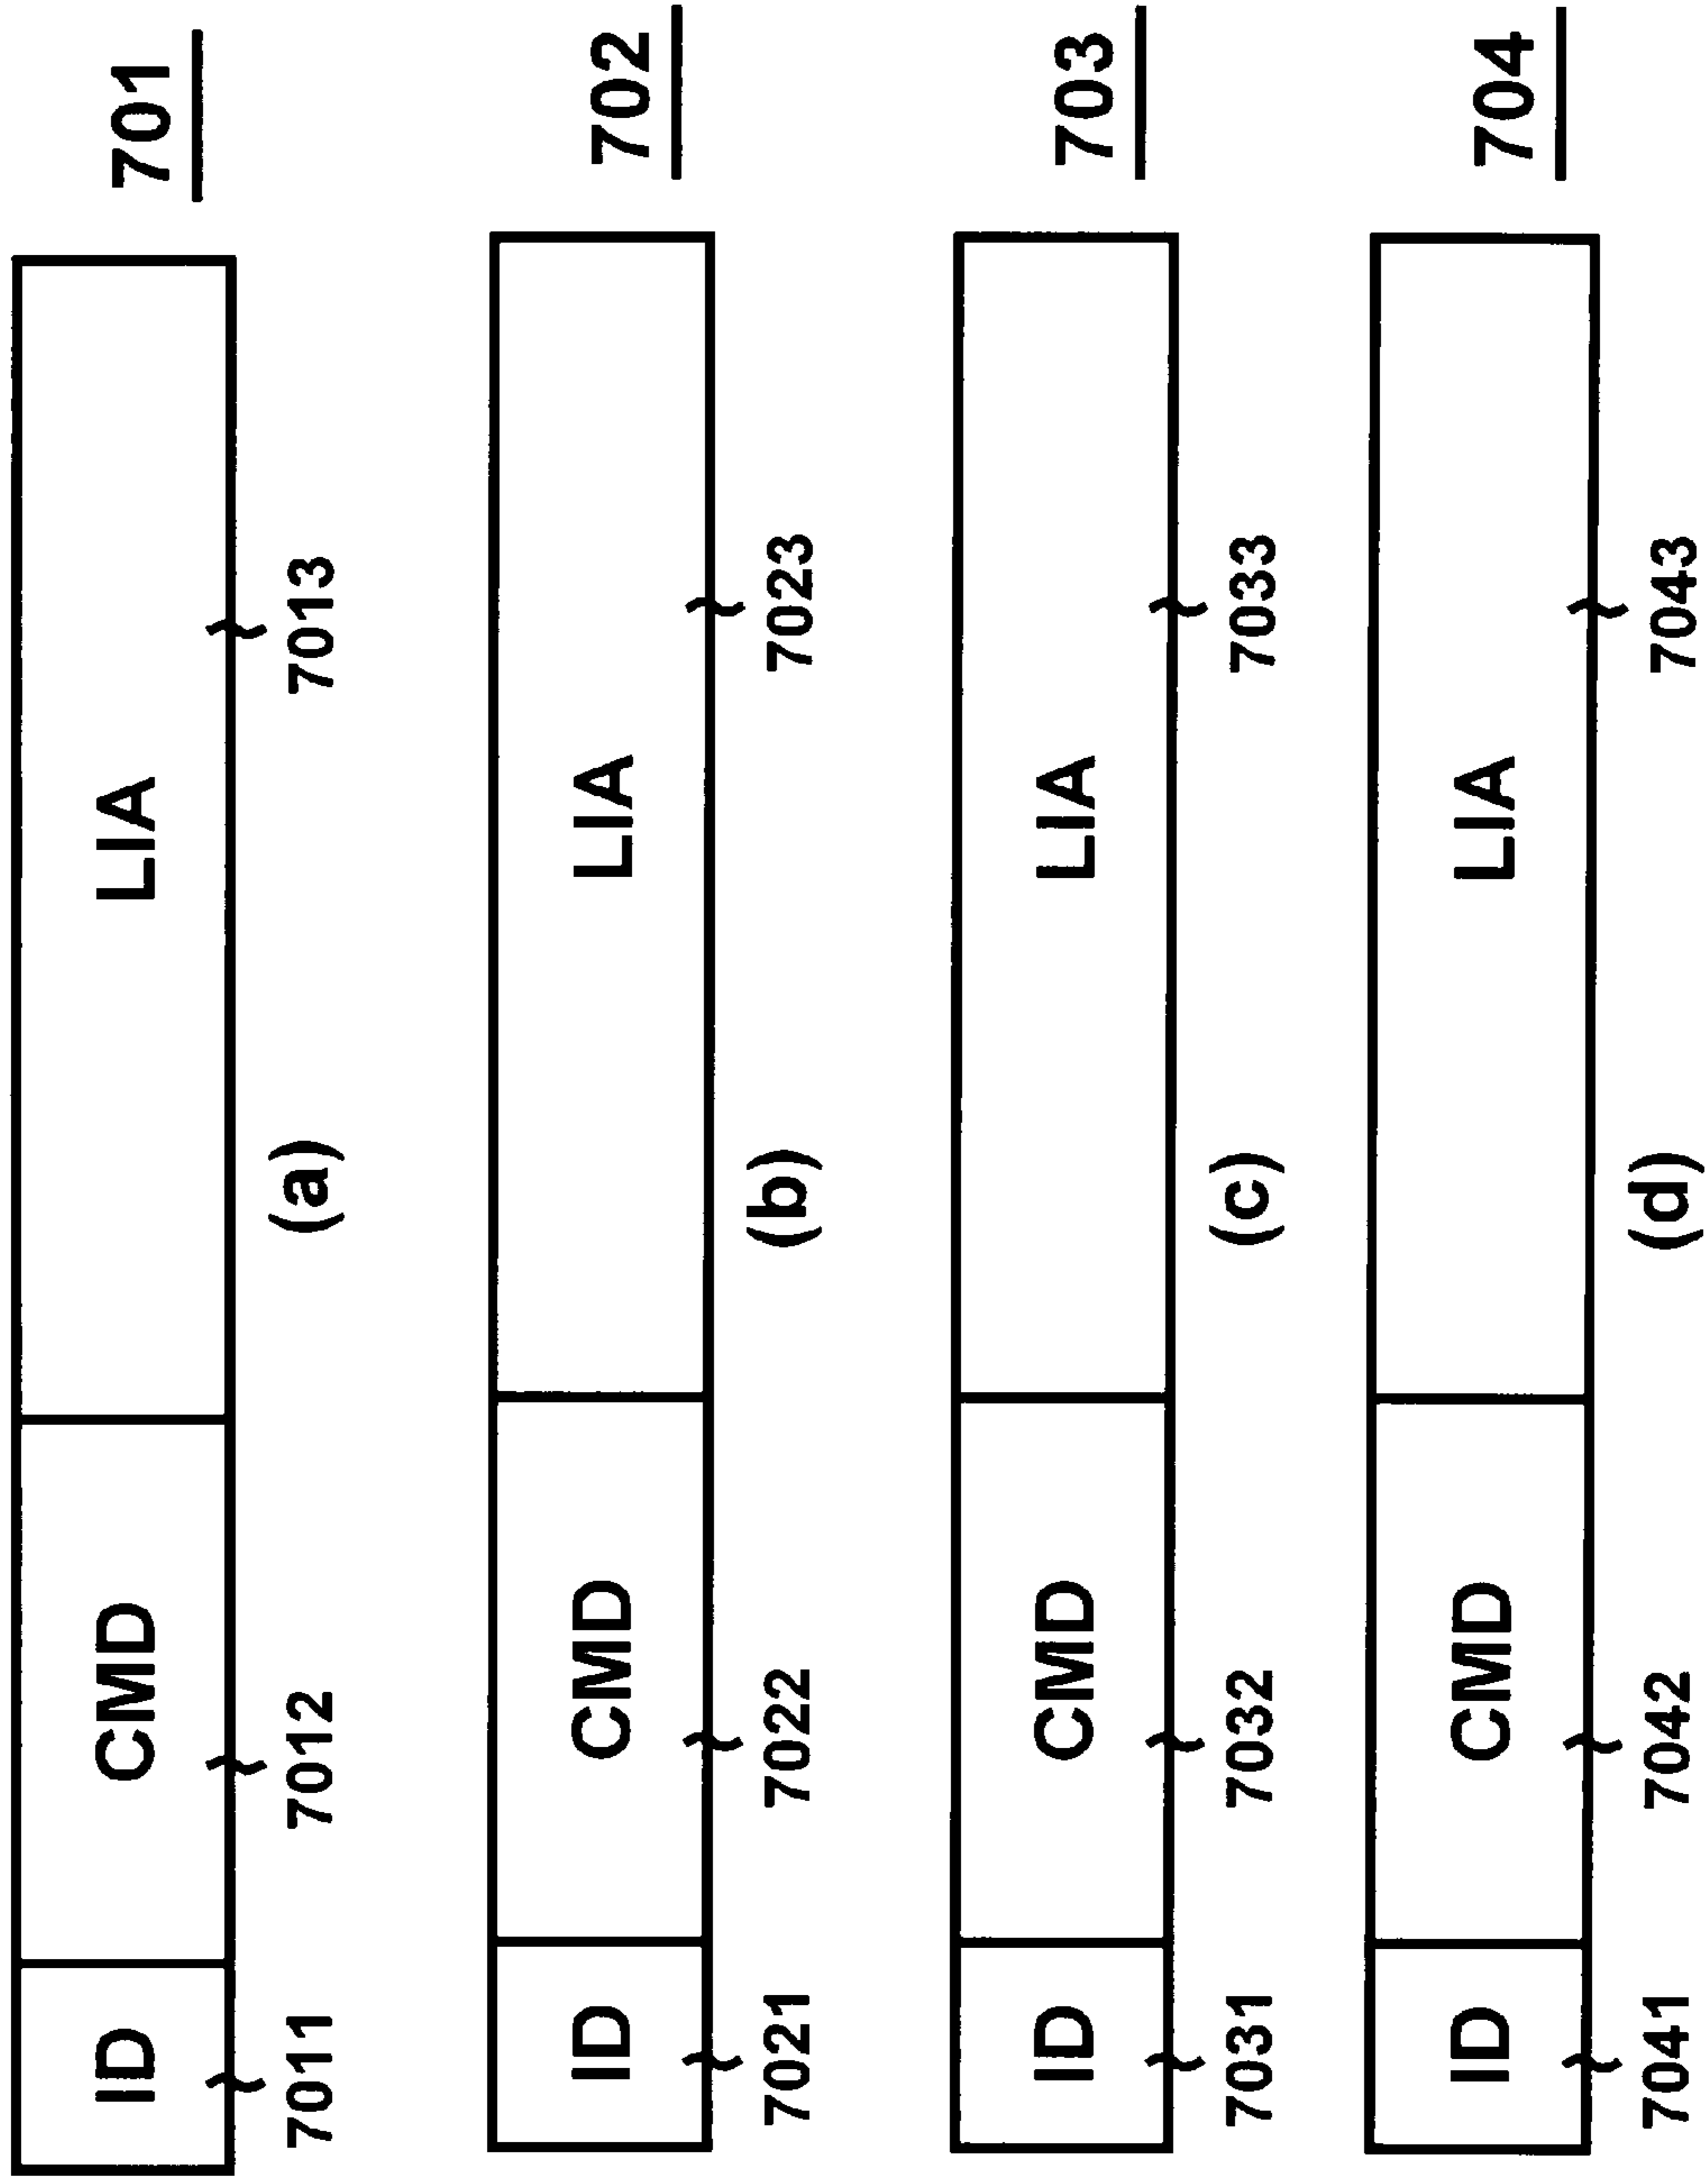 ID CMD LIA 701
7011 7012 (a) 7013
ID CMD LIA 702
7021 7022 (b) 7023
ID CMD LIA 703
7031 7032 (c) 7033
ID CMD LIA 704
7041 7042 (d) 7043